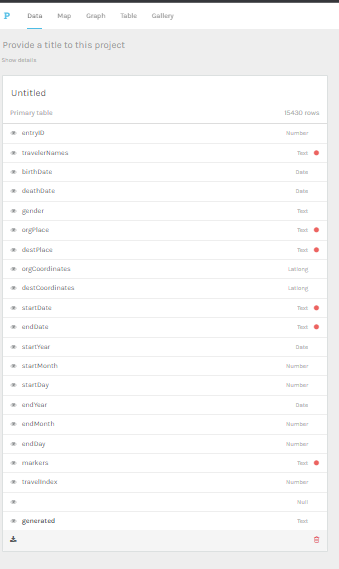 P Data Map Graph Table Gallery
Provide a title to this project
Show details
Untitled
Primary table 15430 rows
entryID Number
travelerNames Text
birthDate Date
deathDate Date
gender Text
orgPlace Text
destPlace Text
orgCoordinates Latlong
destCoordinates Latlong
startDate Text
endDate Text
startYear Date
startMonth Number
startDay Number
endYear Date
endMonth Number
endDay Number
markers Text
travelIndex Number
Null
generated Text